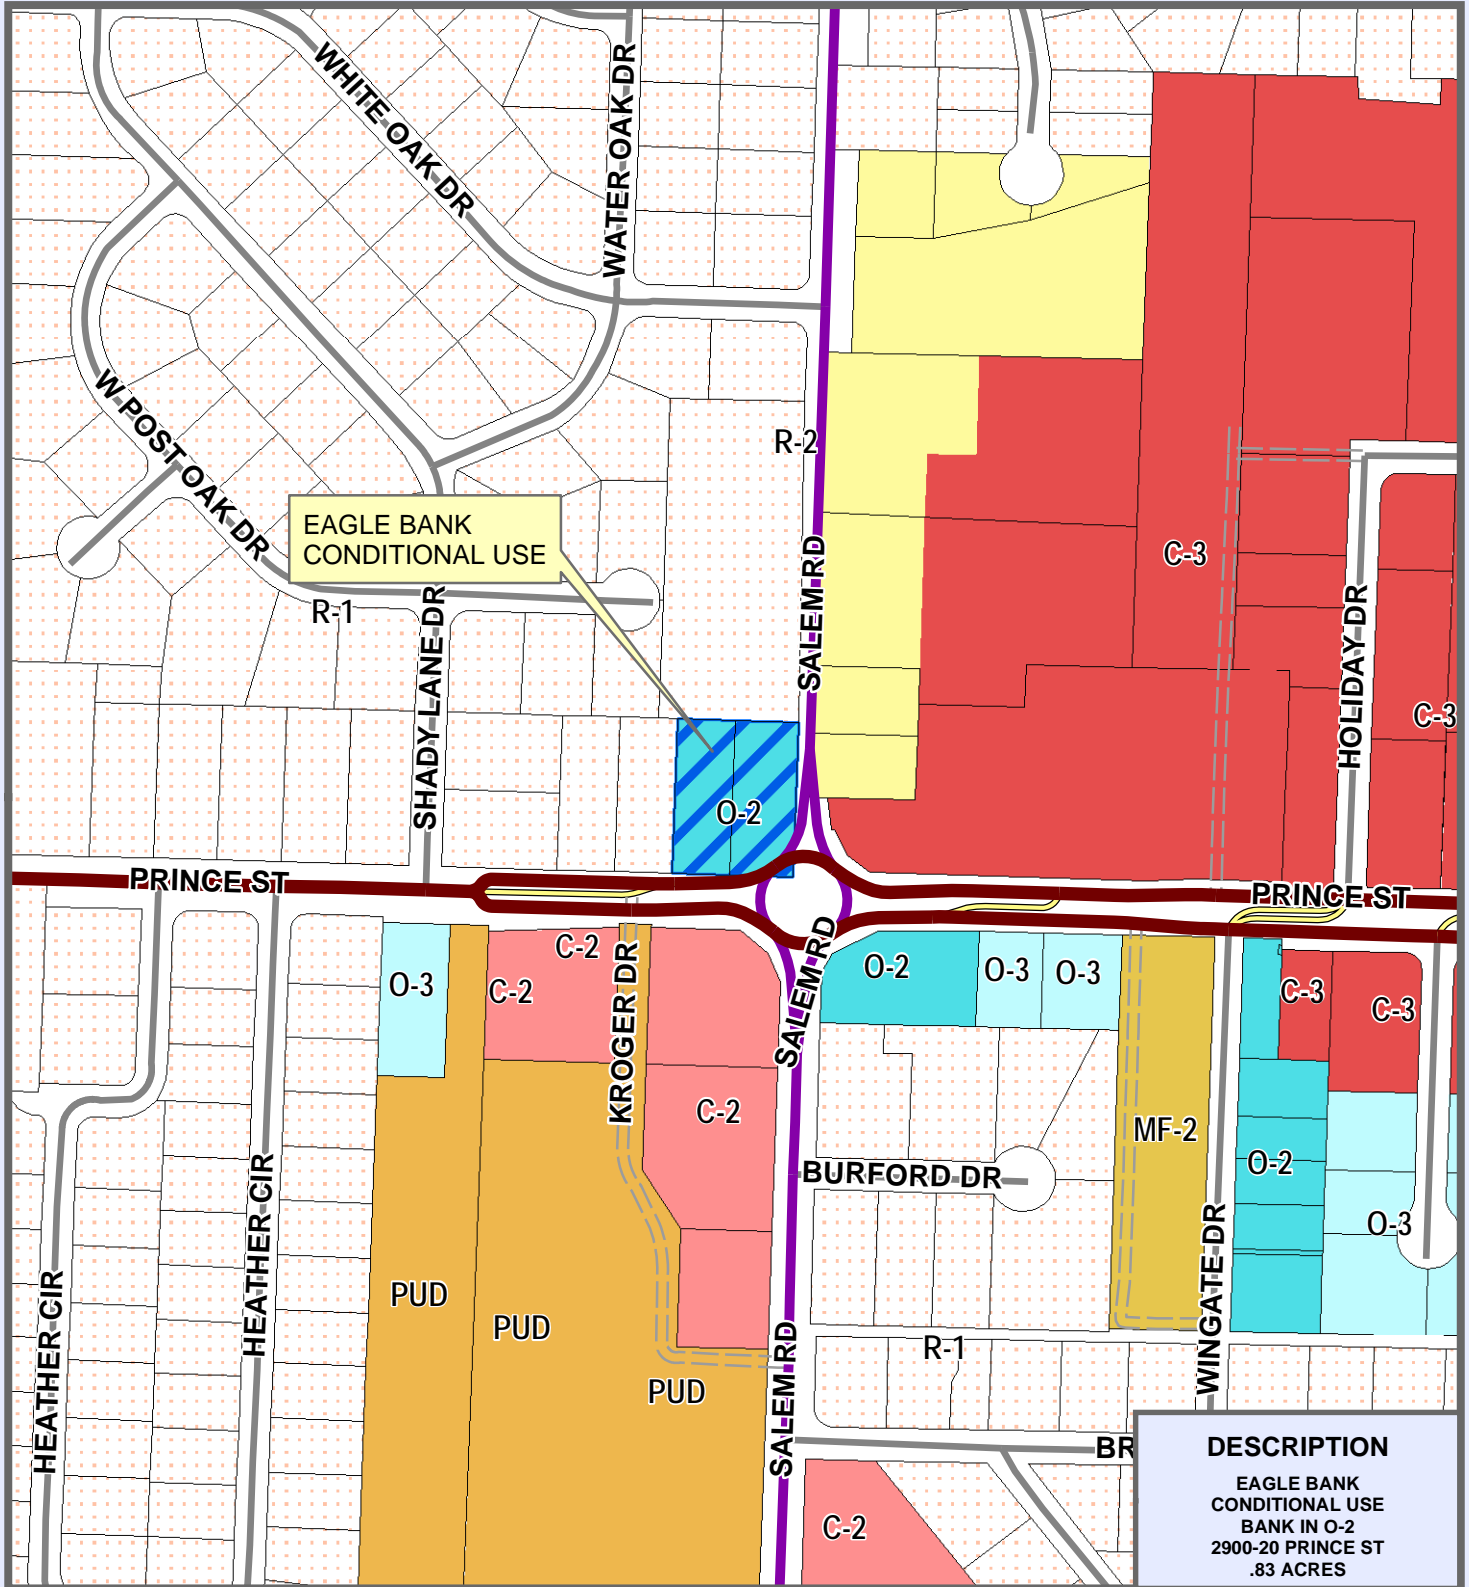 WHITE OAK DR
WATER OAK DR
W POST OAK DR
R-2
EAGLE BANK
CONDITIONAL USE
C-3
R-1
SHADY LANE DR
SALEM RD
HOLIDAY DR
C-3
O-2
PRINCE ST
PRINCE ST
C-2
O-3
C-2
KROGER DR
SALEM RD
O-2
O-3
O-3
C-3
C-3
C-2
MF-2
O-2
BURFORD DR
O-3
HEATHER CIR
HEATHER CIR
PUD
PUD
PUD
SALEM RD
R-1
WINGATE DR
BR
C-2
DESCRIPTION
EAGLE BANK
CONDITIONAL USE
BANK IN O-2
2900-20 PRINCE ST
.83 ACRES